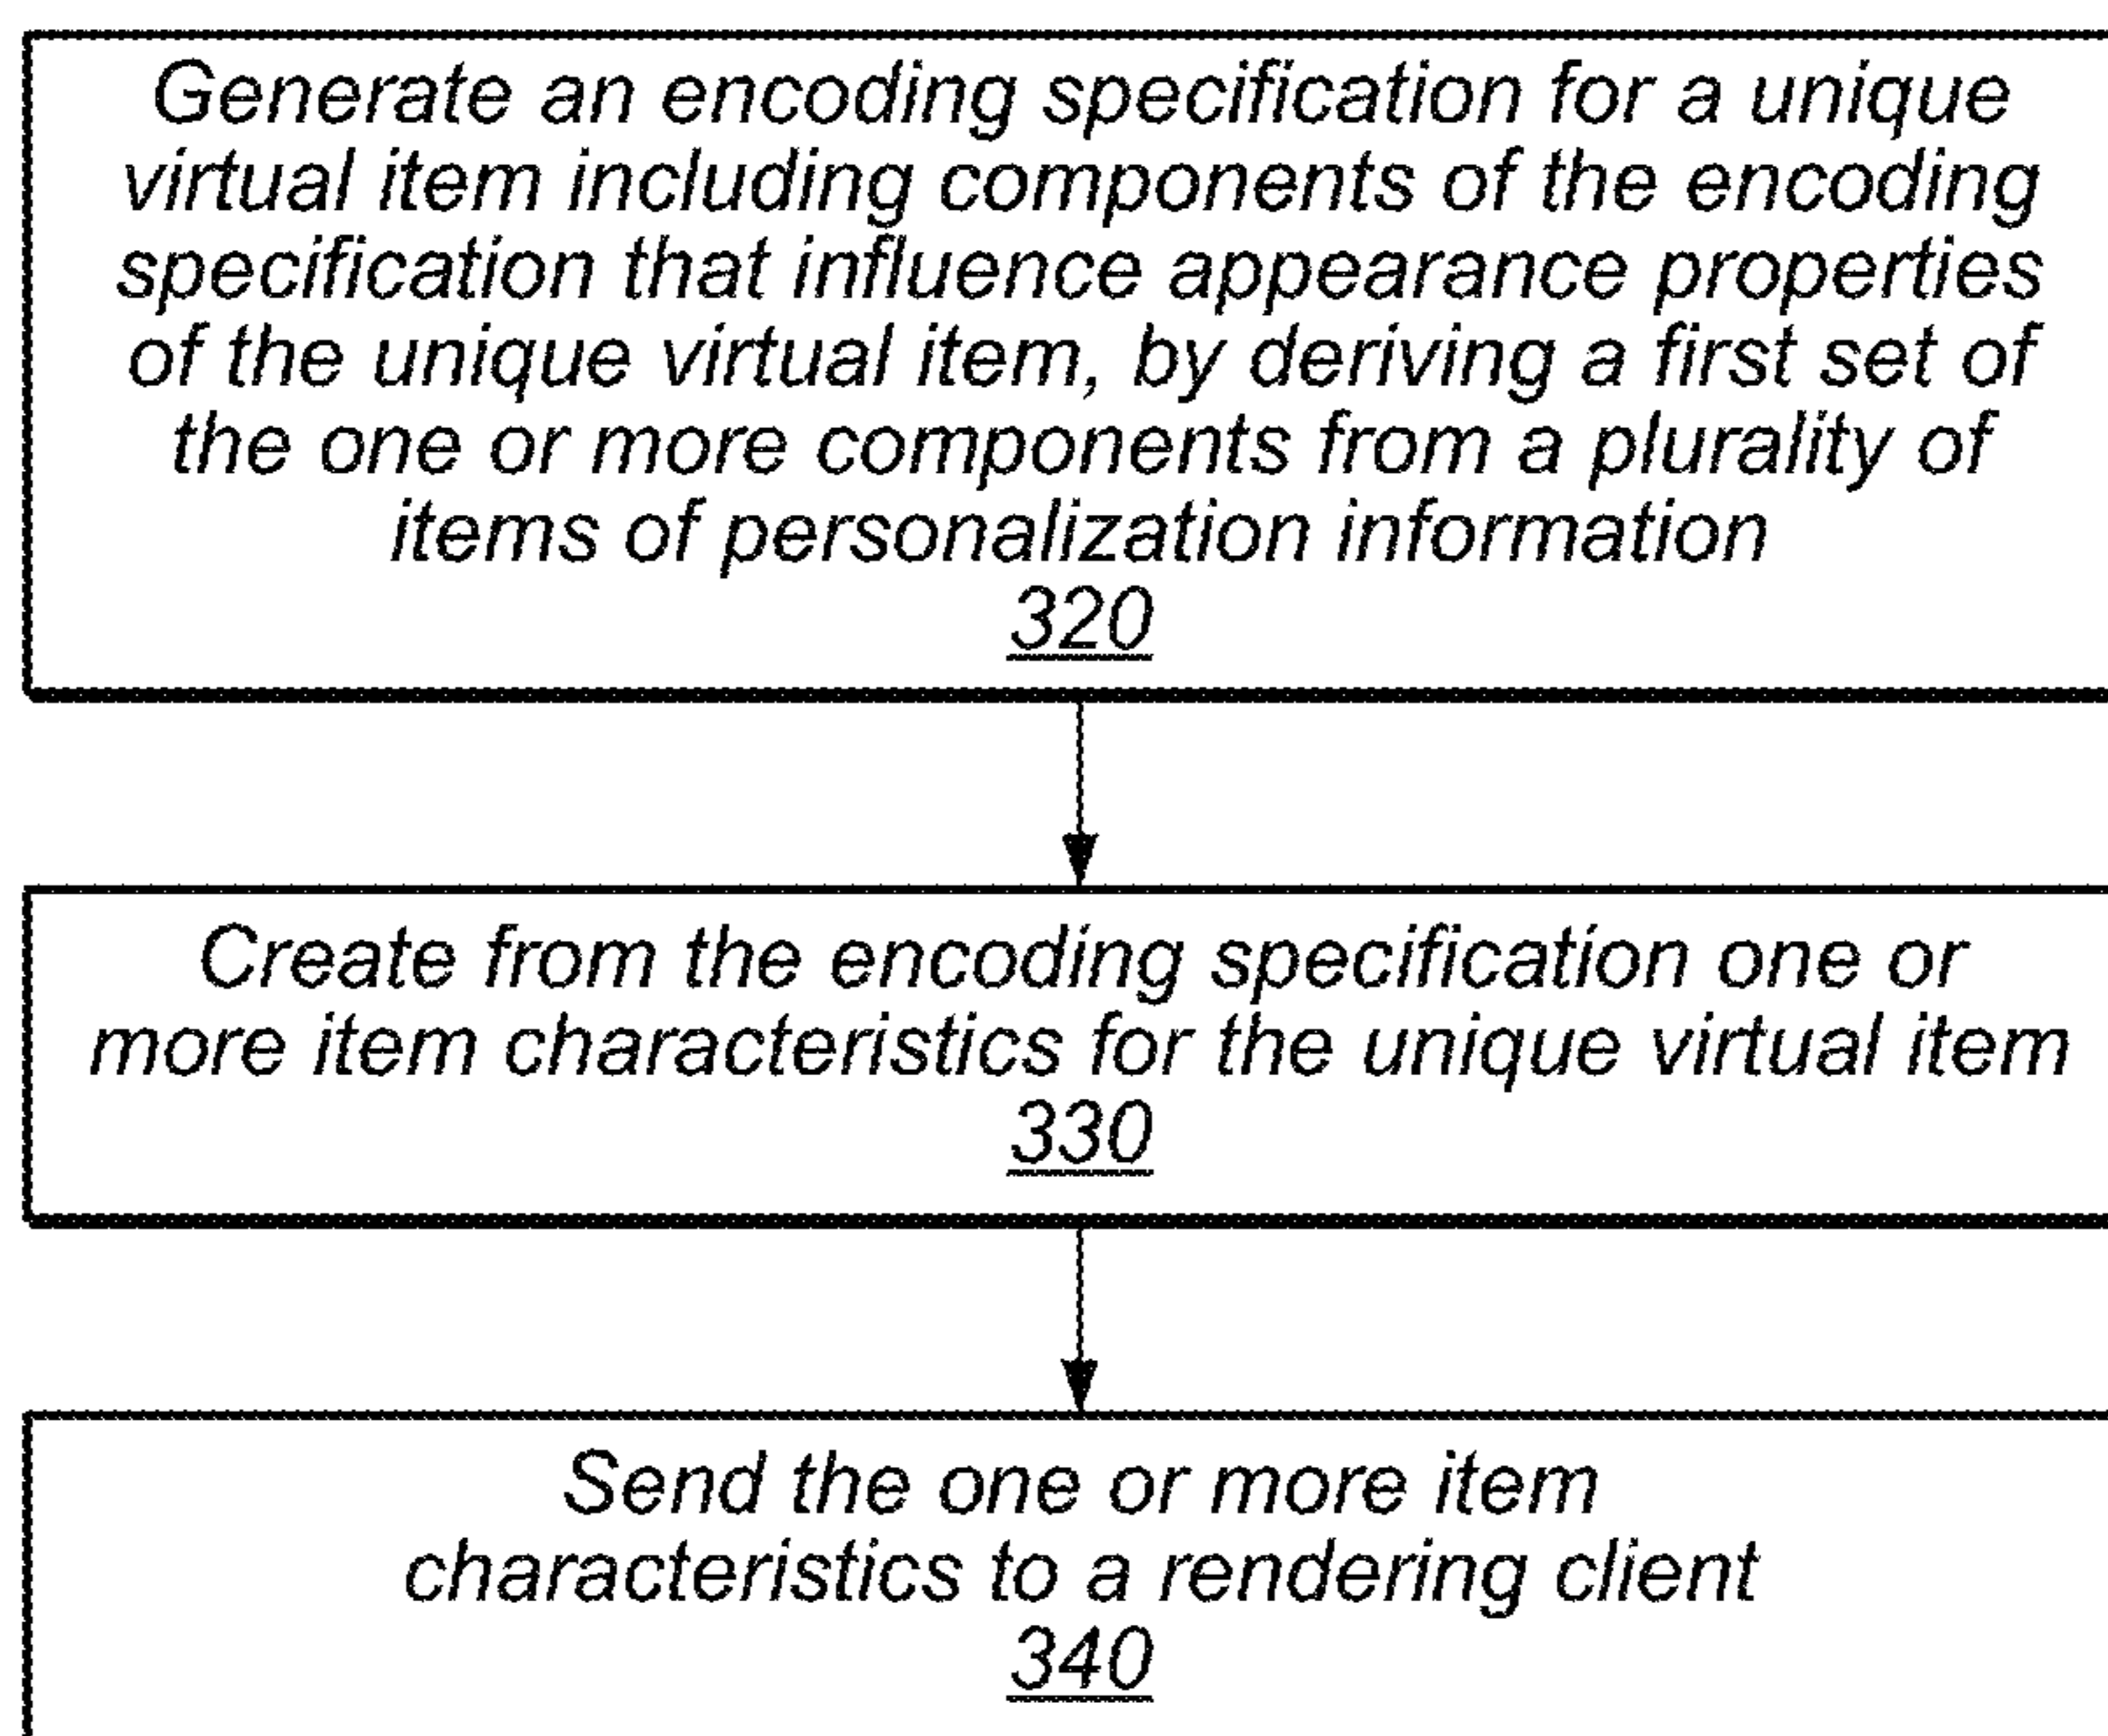 Generate an encoding specification for a unique
virtual item including components of the encoding
specification that influence appearance properties
of the unique virtual item, by deriving a first set of
the one or more components from a plurality of
items of personalization information
320
Create from the encoding specification one or
more item characteristics for the unique virtual item
330
Send the one or more item
characteristics to a rendering client
340